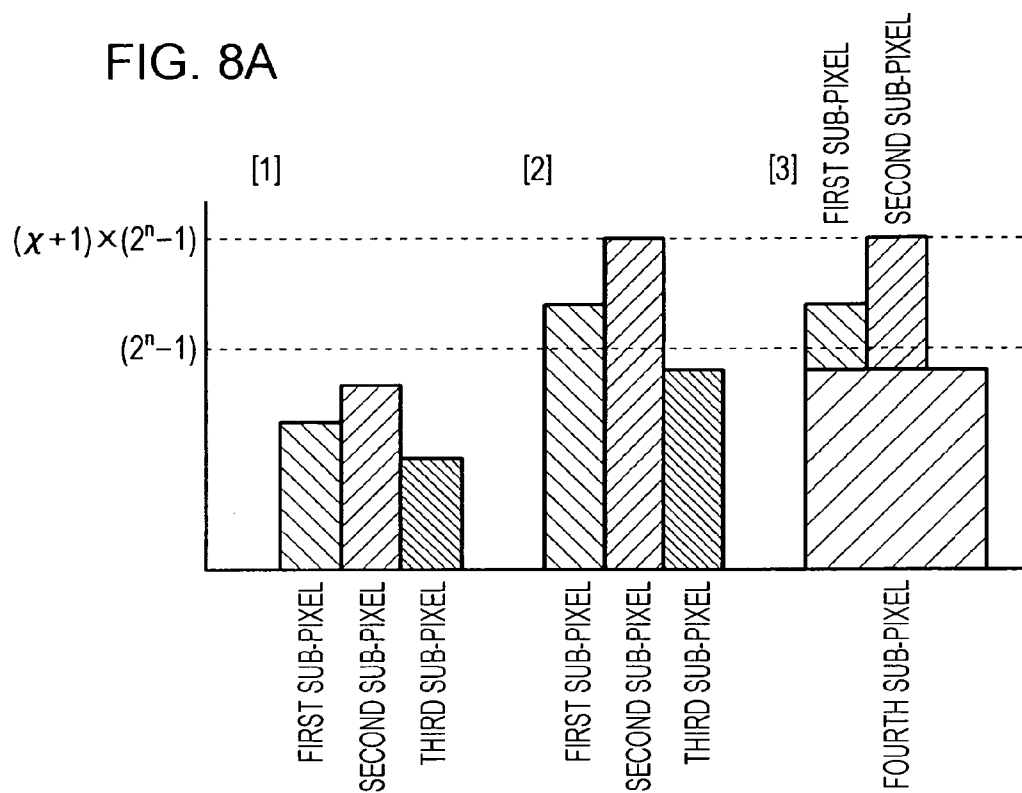 FIG. 8A
[1]
[2]
[3]
FIRST SUB-PIXEL
SECOND SUB-PIXEL
(χ+1)×(2ⁿ−1)
(2ⁿ−1)
FIRST SUB-PIXEL
SECOND SUB-PIXEL
THIRD SUB-PIXEL
FIRST SUB-PIXEL
SECOND SUB-PIXEL
THIRD SUB-PIXEL
FOURTH SUB-PIXEL